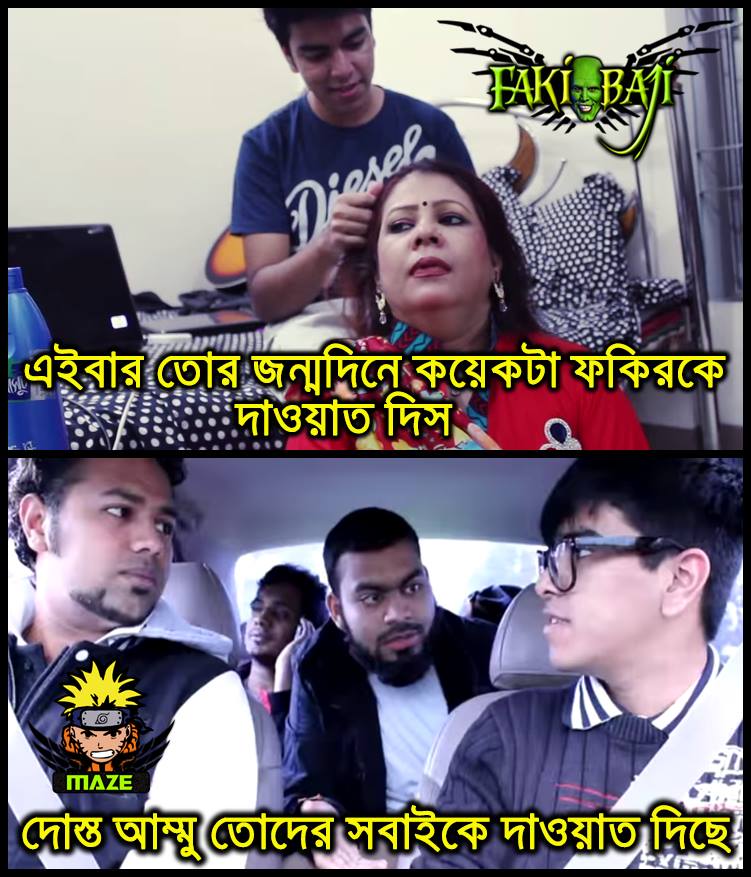 FAKIBAJI
Diesel
এইবার তোর জন্মদিনে কয়েকটা ফকিরকে
দাওয়াত দিস
MAZE
দোস্ত আম্মু তোদের সবাইকে দাওয়াত দিছে